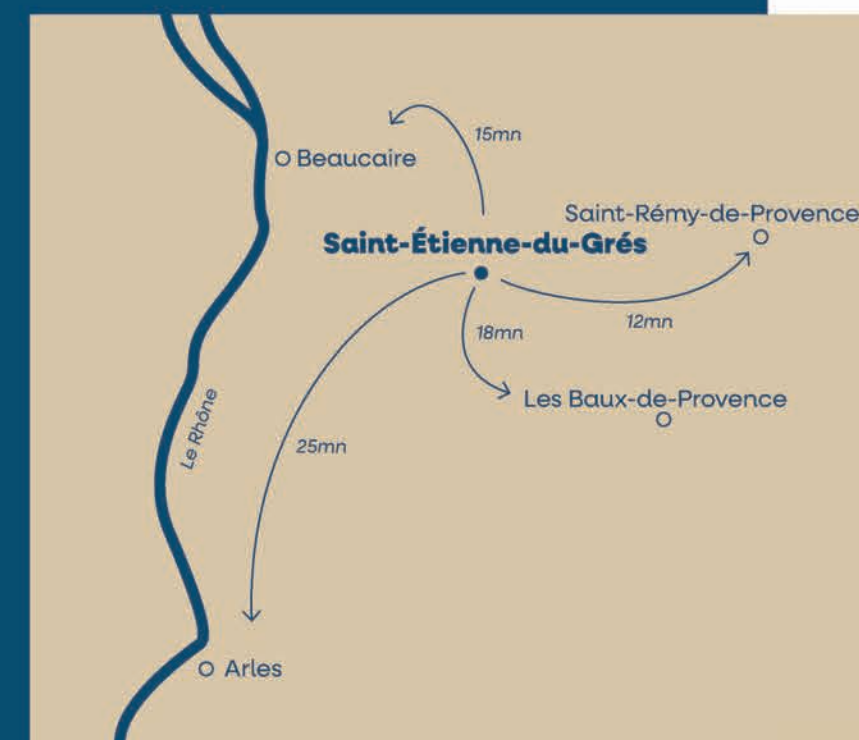 15mn
Beaucaire
Saint-Rémy-de-Provence
Saint-Étienne-du-Grés
12mn
18mn
Les Baux-de-Provence
Le Rhône
25mn
Arles